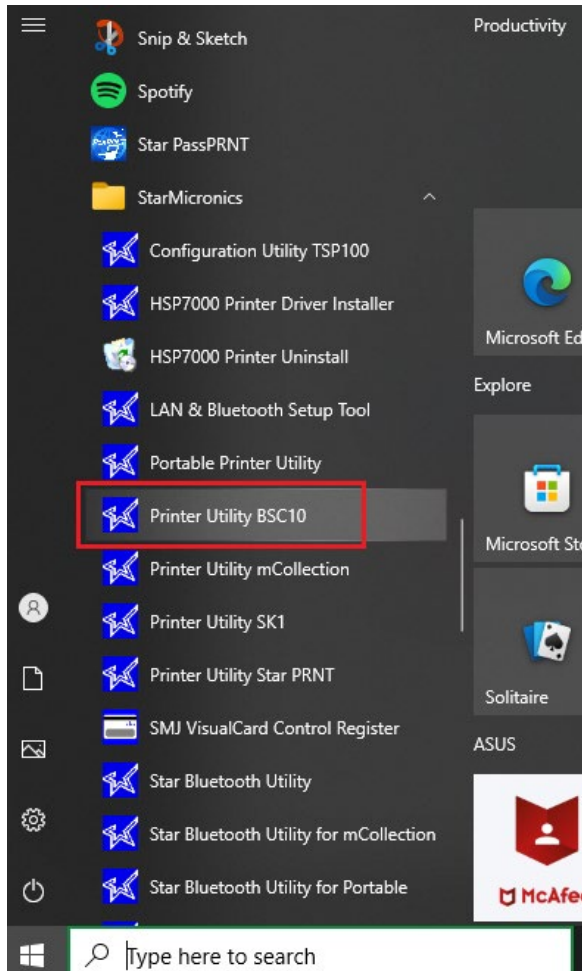 Snip & Sketch
Spotify
Star PassPRNT
StarMicronics
Configuration Utility TSP100
HSP7000 Printer Driver Installer
HSP7000 Printer Uninstall
LAN & Bluetooth Setup Tool
Portable Printer Utility
Printer Utility BSC10
Printer Utility mCollection
Printer Utility SK1
Printer Utility Star PRNT
SMJ VisualCard Control Register
Star Bluetooth Utility
Star Bluetooth Utility for mCollection
Star Bluetooth Utility for Portable
Type here to search
Productivity
Microsoft Ed
Explore
Microsoft Sto
Solitaire
ASUS
McAfee